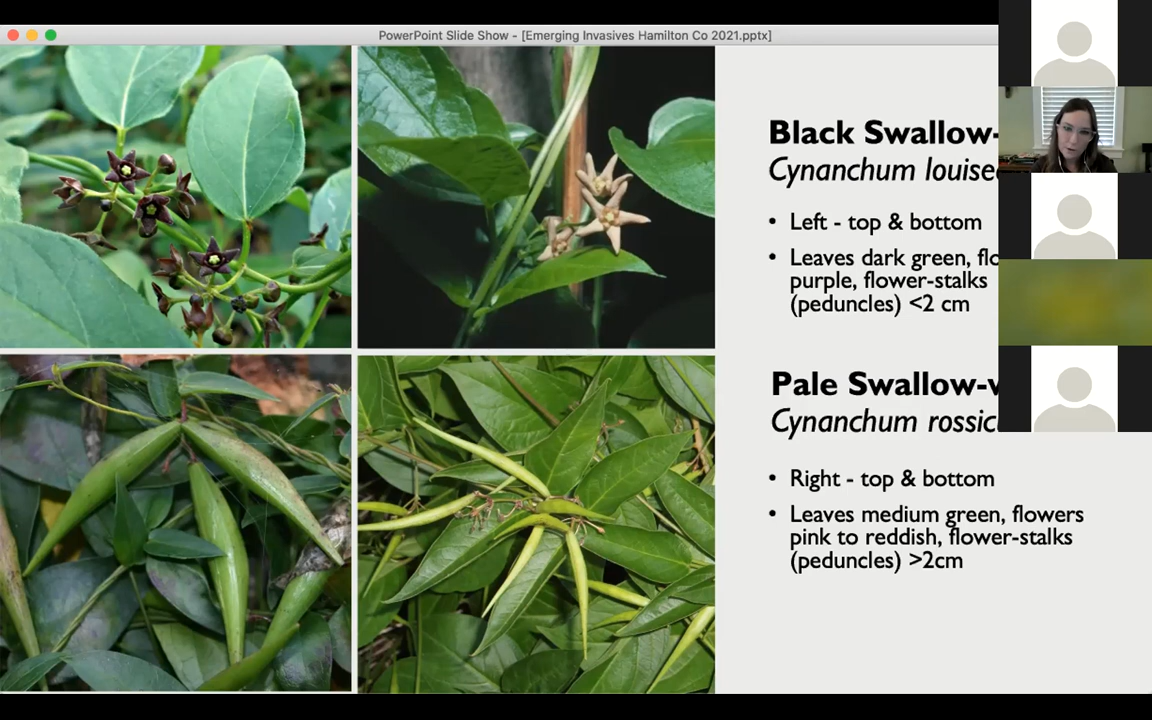 PowerPoint Slide Show - [Emerging Invasives Hamilton Co 2021.pptx]
Black Swallow-
Cynanchum louise
• Left - top & bottom
• Leaves dark green, flo
purple, flower-stalks
(peduncles) <2 cm
Pale Swallow-
Cynanchum rossic
• Right - top & bottom
• Leaves medium green, flowers
pink to reddish, flower-stalks
(peduncles) >2cm